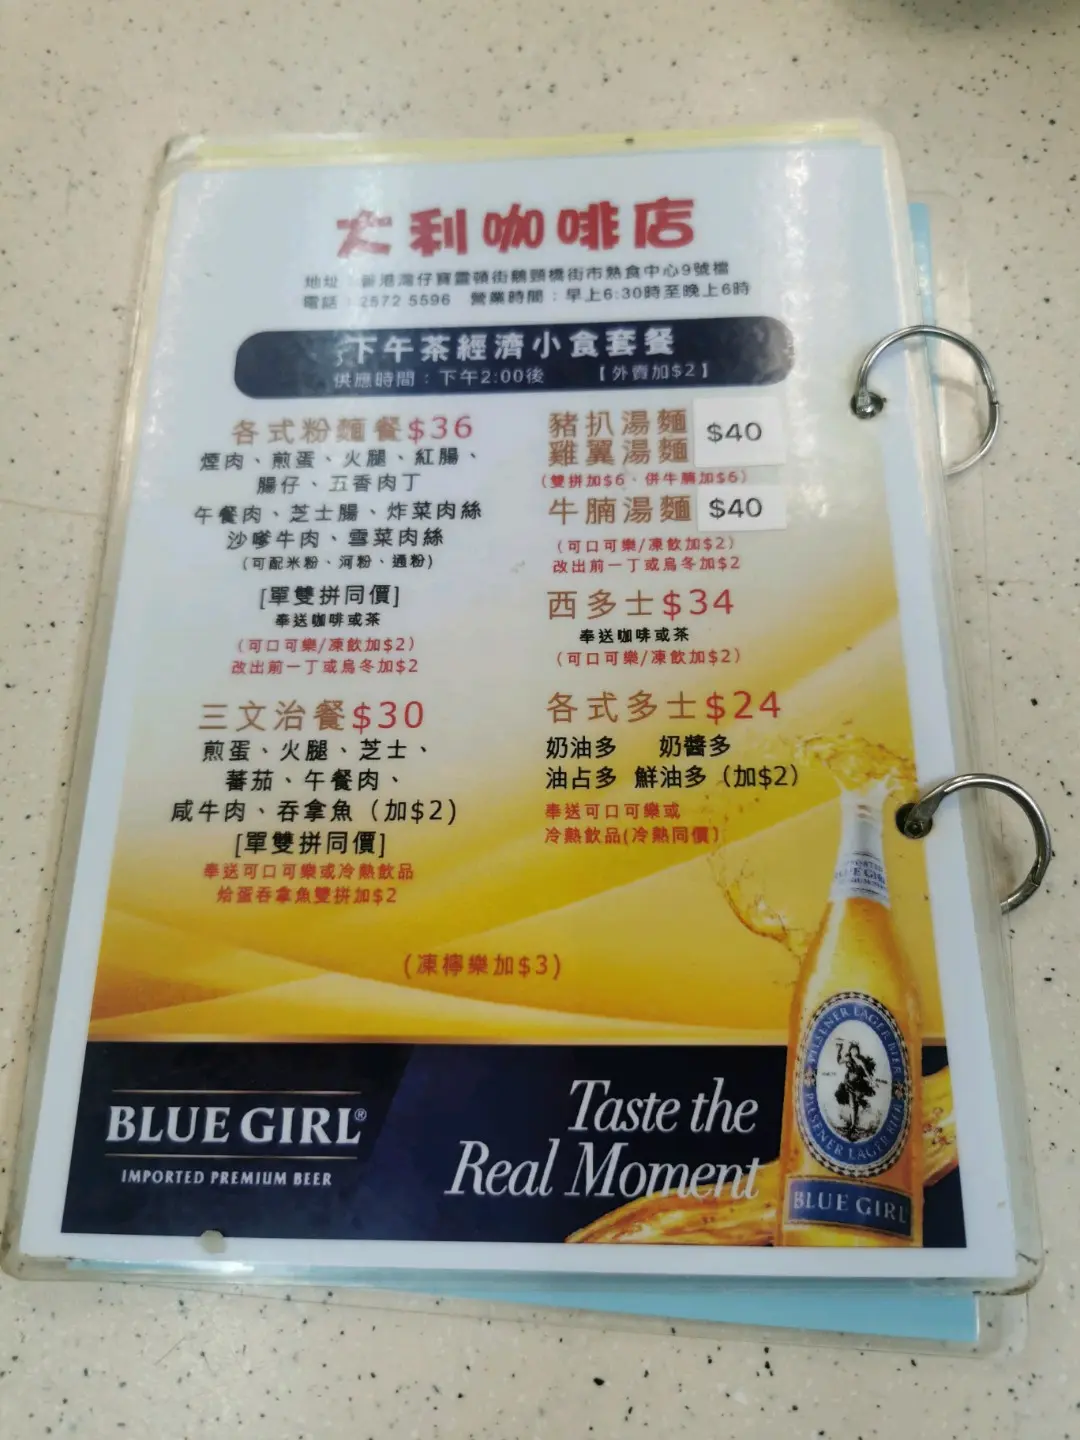 大利咖啡店
地址：香港灣仔寶靈頓街鵝頸橋街市熟食中心9號檔
電話：2572 5596 營業時間：早上6:30時至晚上6時
下午茶經濟小食套餐
供應時間：下午2:00後 【外賣加$2】
各式粉麵餐$36
煙肉、煎蛋、火腿、紅腸、
腸仔、五香肉丁
午餐肉、芝士腸、炸菜肉絲
沙嗲牛肉、雪菜肉絲
(可配米粉、河粉、通粉)
[單雙拼同價]
奉送咖啡或茶
(可口可樂/凍飲加$2)
改出前一丁或烏冬加$2
三文治餐$30
煎蛋、火腿、芝士、
蕃茄、午餐肉、
咸牛肉、吞拿魚（加$2)
[單雙拼同價]
奉送可口可樂或冷熱飲品
烚蛋吞拿魚雙拼加$2
豬扒湯麵
雞翼湯麵 $40
(雙拼加$6．併牛腩加$6)
牛腩湯麵 $40
(可口可樂/凍飲加$2)
改出前一丁或烏冬加$2
西多士$34
奉送咖啡或茶
(可口可樂/凍飲加$2)
各式多士$24
奶油多 奶醬多
油占多 鮮油多（加$2）
奉送可口可樂或
冷熱飲品(冷熱同價)
(凍檸樂加$3)
BLUE GIRL®
IMPORTED PREMIUM BEER
Taste the
Real Moment
BLUE GIRL
PILSENER LAGER BEER
PILSENER LAGER BIER
BLUE GIRL